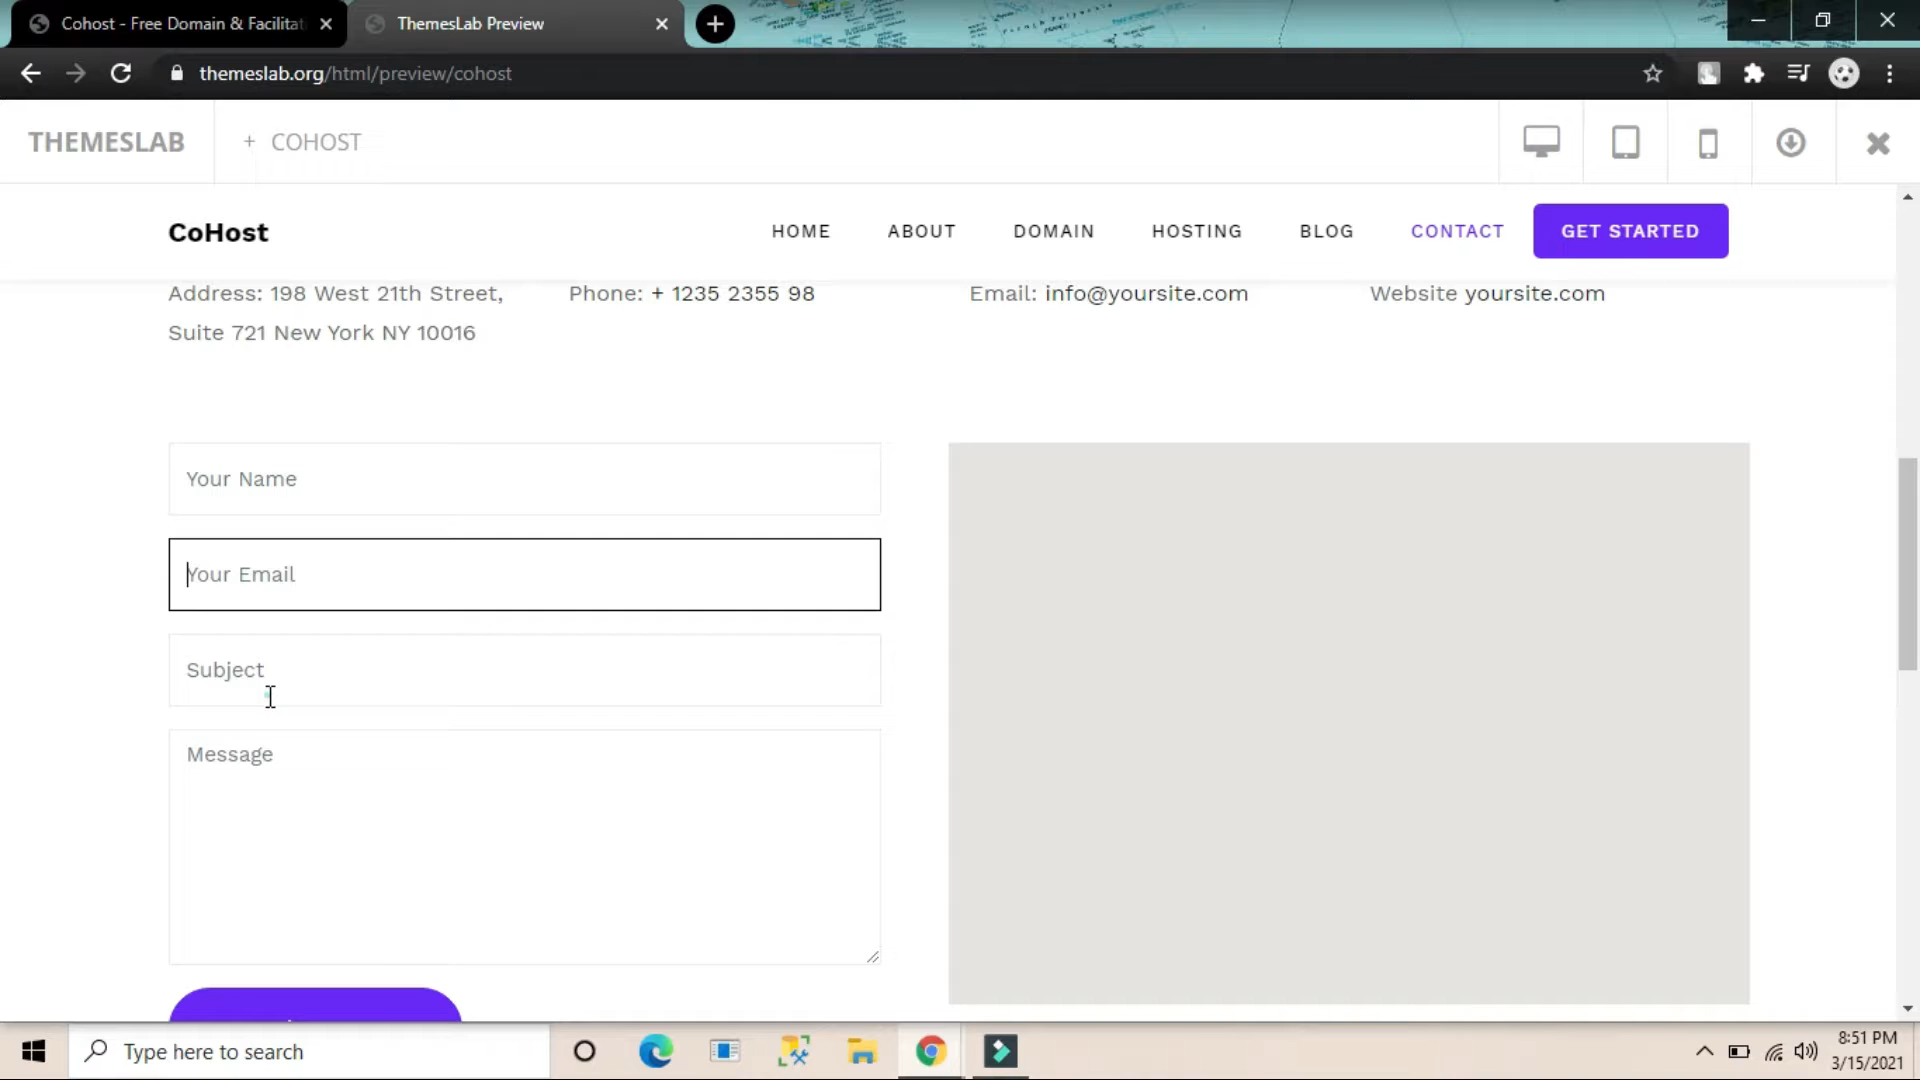 Cohost - Free Domain & Facilitat
ThemesLab Preview
themeslab.org/html/preview/cohost
THEMESLAB
+ COHOST
CoHost
HOME
ABOUT
DOMAIN
HOSTING
BLOG
CONTACT
GET STARTED
Address: 198 West 21th Street,
Suite 721 New York NY 10016
Phone: + 1235 2355 98
Email: info@yoursite.com
Website yoursite.com
Your Name
Your Email
Subject
Message
Type here to search
8:51 PM
3/15/2021